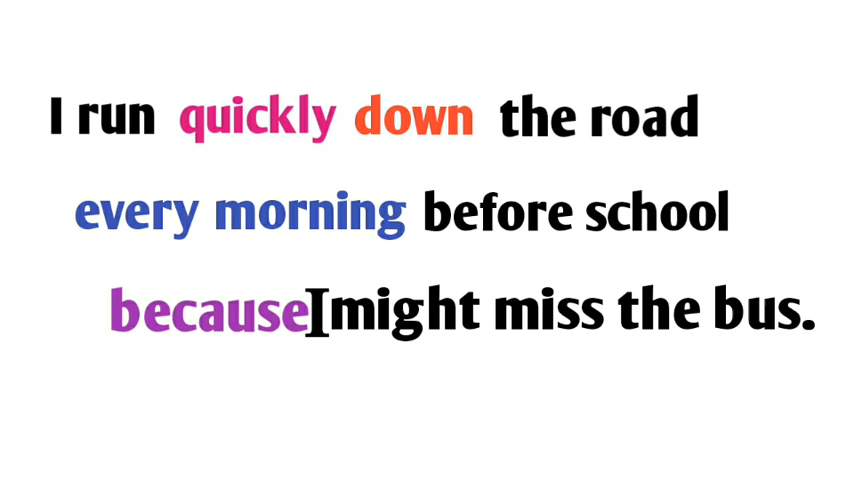 I run quickly down the road
every morning before school
because I might miss the bus.